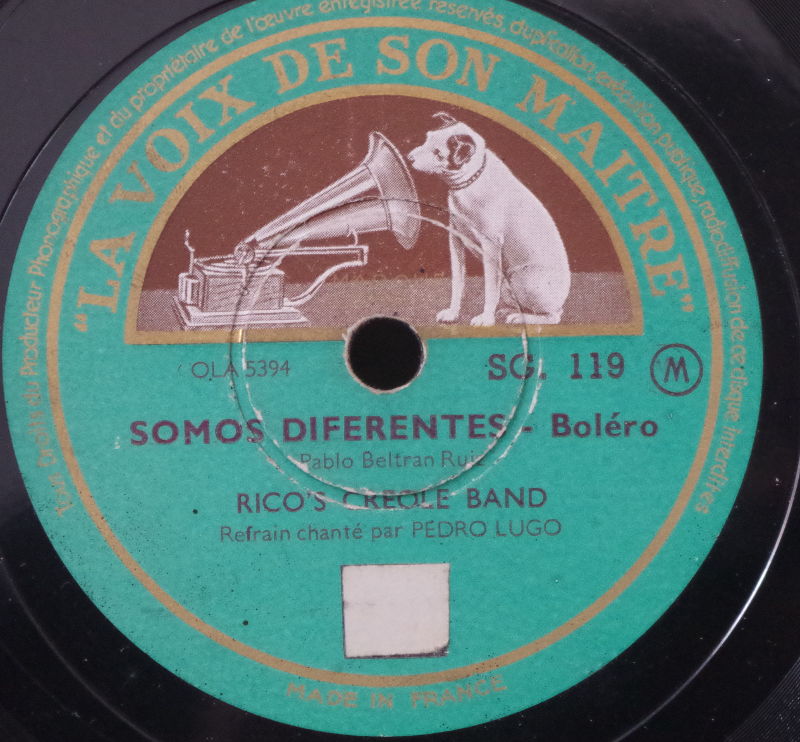 Tous Droits du Producteur Phonographique et du propriétaire de l'œuvre enregistrée réservés, duplication, exécution publique, radiodiffusion de ce disque interdites
"LA VOIX DE SON MAITRE"
OLA 5394
SG. 119 M
SOMOS DIFERENTES - Boléro
Pablo Beltran Ruiz
RICO'S CREOLE BAND
Refrain chanté par PEDRO LUGO
MADE IN FRANCE